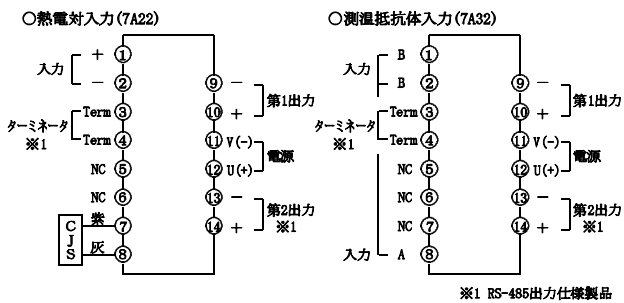 ○熱電対入力(7A22)
入力
+ ①
− ②
ターミネータ
※1
Term ③
Term ④
NC ⑤
NC ⑥
CJS
紫 ⑦
灰 ⑧
⑨ −
⑩ +
第1出力
⑪ V(-)
⑫ U(+)
電源
⑬ −
⑭ +
第2出力
※1
○測温抵抗体入力(7A32)
入力
B ①
B ②
ターミネータ
※1
Term ③
Term ④
NC ⑤
NC ⑥
NC ⑦
入力 A ⑧
⑨ −
⑩ +
第1出力
⑪ V(-)
⑫ U(+)
電源
⑬ −
⑭ +
第2出力
※1
※1 RS-485出力仕様製品